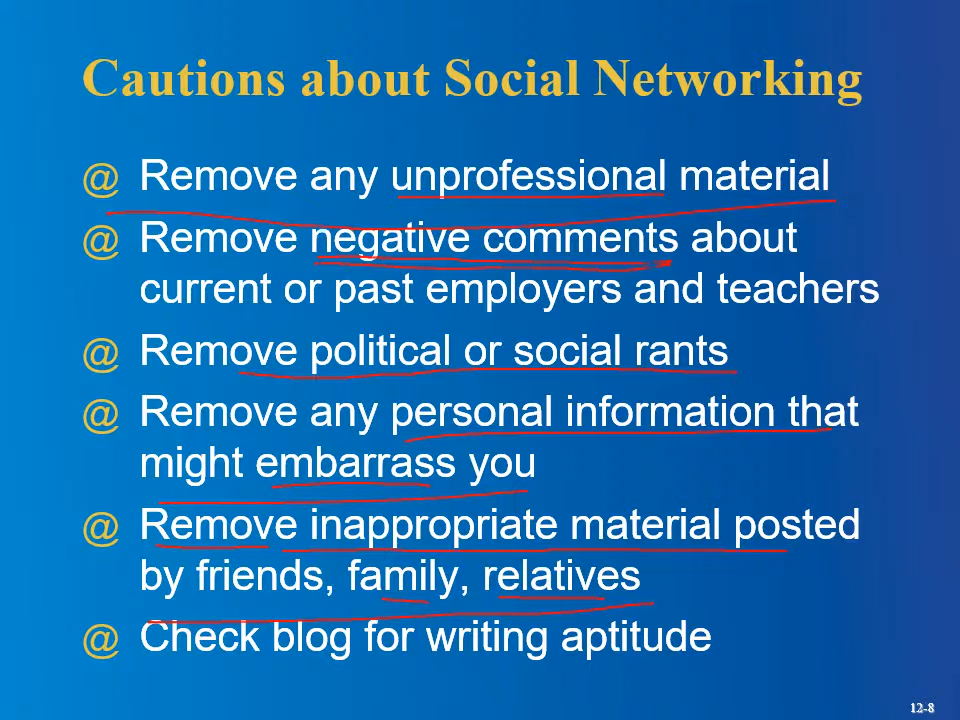 Cautions about Social Networking
@ Remove any unprofessional material
@ Remove negative comments about
current or past employers and teachers
@ Remove political or social rants
@ Remove any personal information that
might embarrass you
@ Remove inappropriate material posted
by friends, family, relatives
@ Check blog for writing aptitude
12-8